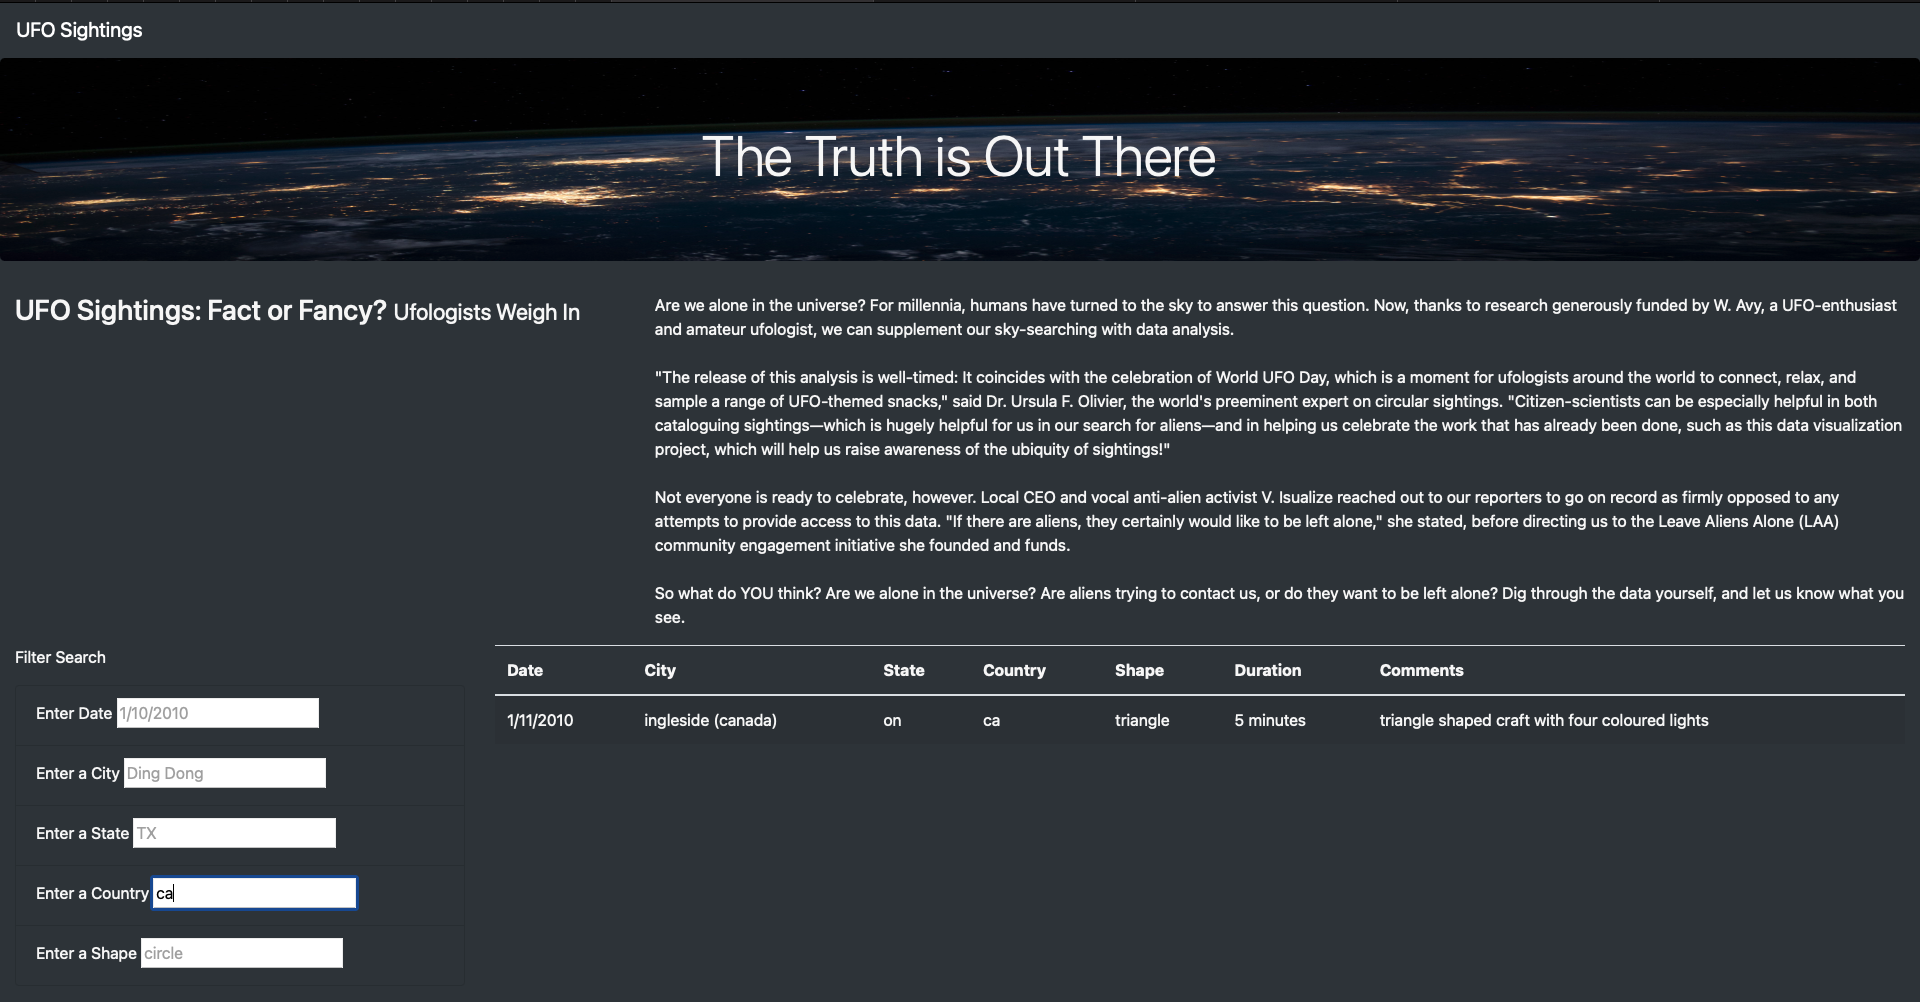 UFO Sightings
The Truth is Out There
UFO Sightings: Fact or Fancy? Ufologists Weigh In
Are we alone in the universe? For millennia, humans have turned to the sky to answer this question. Now, thanks to research generously funded by W. Avy, a UFO-enthusiast
and amateur ufologist, we can supplement our sky-searching with data analysis.
"The release of this analysis is well-timed: It coincides with the celebration of World UFO Day, which is a moment for ufologists around the world to connect, relax, and
sample a range of UFO-themed snacks," said Dr. Ursula F. Olivier, the world's preeminent expert on circular sightings. "Citizen-scientists can be especially helpful in both
cataloguing sightings—which is hugely helpful for us in our search for aliens—and in helping us celebrate the work that has already been done, such as this data visualization
project, which will help us raise awareness of the ubiquity of sightings!"
Not everyone is ready to celebrate, however. Local CEO and vocal anti-alien activist V. Isualize reached out to our reporters to go on record as firmly opposed to any
attempts to provide access to this data. "If there are aliens, they certainly would like to be left alone," she stated, before directing us to the Leave Aliens Alone (LAA)
community engagement initiative she founded and funds.
So what do YOU think? Are we alone in the universe? Are aliens trying to contact us, or do they want to be left alone? Dig through the data yourself, and let us know what you
see.
Filter Search
Enter Date 1/10/2010
Enter a City Ding Dong
Enter a State TX
Enter a Country ca
Enter a Shape circle
Date City State Country Shape Duration Comments
1/11/2010 ingleside (canada) on ca triangle 5 minutes triangle shaped craft with four coloured lights